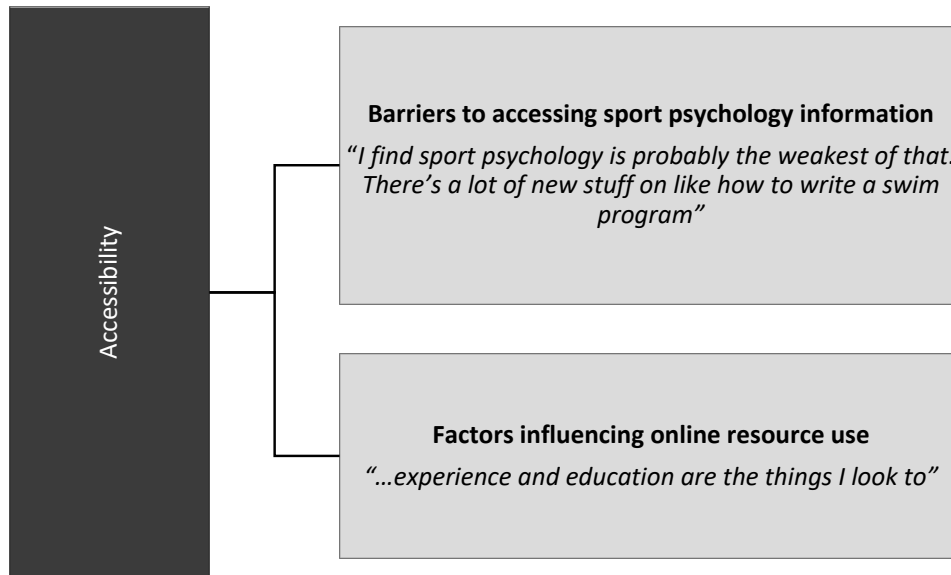 Accessibility
Barriers to accessing sport psychology information
“I find sport psychology is probably the weakest of that.
There’s a lot of new stuff on like how to write a swim
program”
Factors influencing online resource use
“…experience and education are the things I look to”